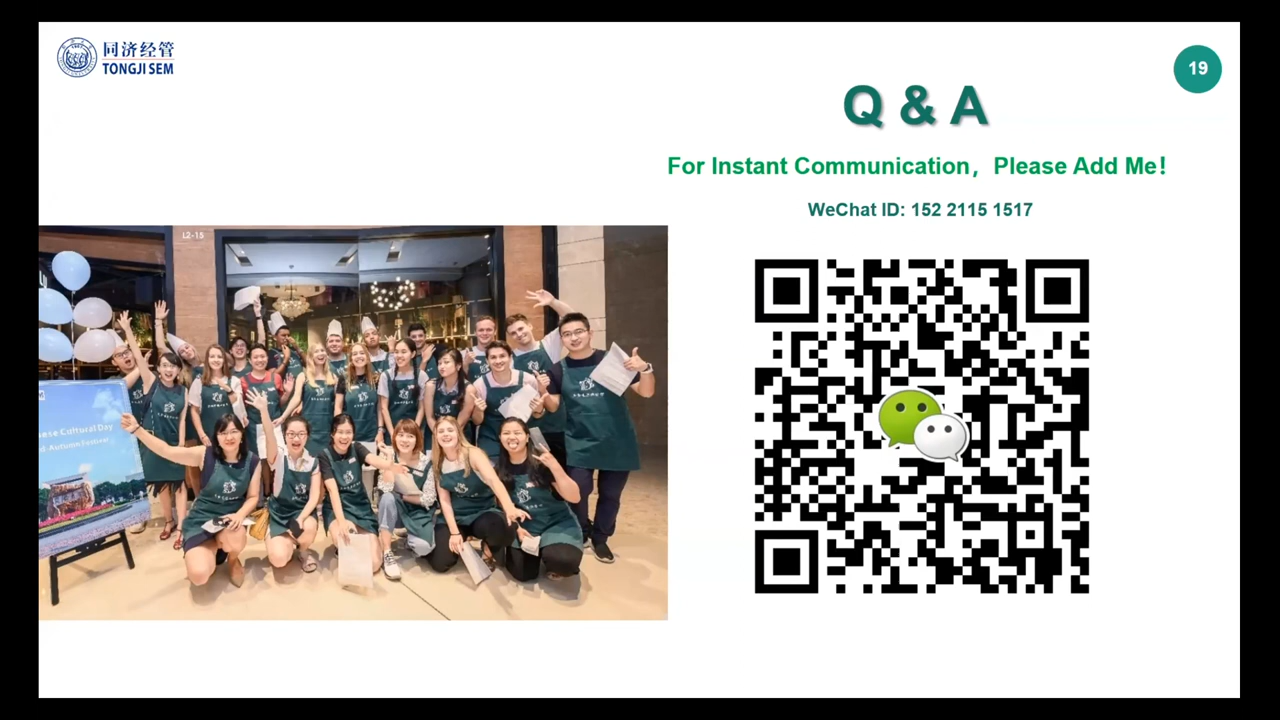 同济经管
TONGJI SEM
19
Q & A
For Instant Communication，Please Add Me！
WeChat ID: 152 2115 1517
L2-15
ese Cultural Day
Autumn Festival